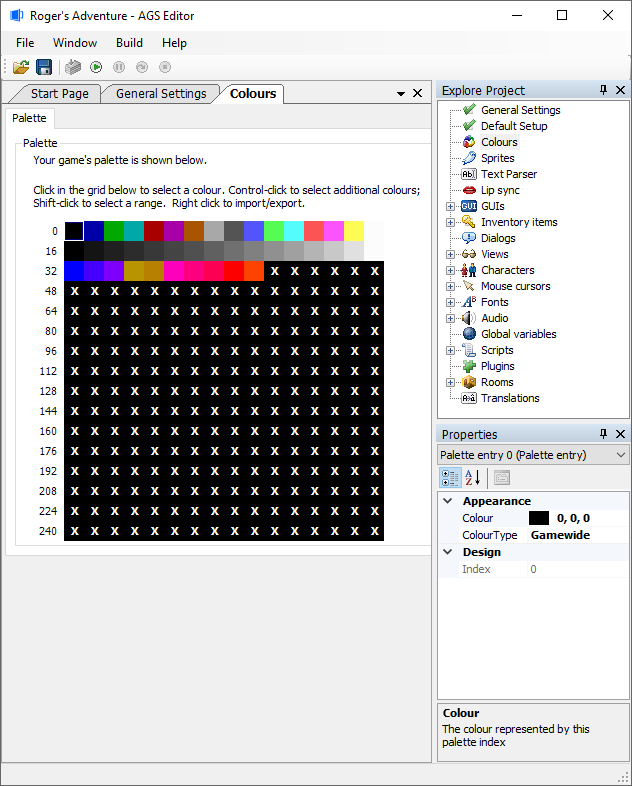 Roger's Adventure - AGS Editor
File Window Build Help
Start Page General Settings Colours
Palette
Palette
Your game's palette is shown below.
Click in the grid below to select a colour. Control-click to select additional colours;
Shift-click to select a range. Right click to import/export.
0
16
32 X X X X X X
48 X X X X X X X X X X X X X X X X
64 X X X X X X X X X X X X X X X X
80 X X X X X X X X X X X X X X X X
96 X X X X X X X X X X X X X X X X
112 X X X X X X X X X X X X X X X X
128 X X X X X X X X X X X X X X X X
144 X X X X X X X X X X X X X X X X
160 X X X X X X X X X X X X X X X X
176 X X X X X X X X X X X X X X X X
192 X X X X X X X X X X X X X X X X
208 X X X X X X X X X X X X X X X X
224 X X X X X X X X X X X X X X X X
240 X X X X X X X X X X X X X X X X
Explore Project
General Settings
Default Setup
Colours
Sprites
Text Parser
Lip sync
GUI GUIs
Inventory items
Dialogs
Views
Characters
Mouse cursors
Fonts
Audio
Global variables
Scripts
Plugins
Rooms
Translations
Properties
Palette entry 0 (Palette entry)
Appearance
Colour 0, 0, 0
ColourType Gamewide
Design
Index 0
Colour
The colour represented by this
palette index